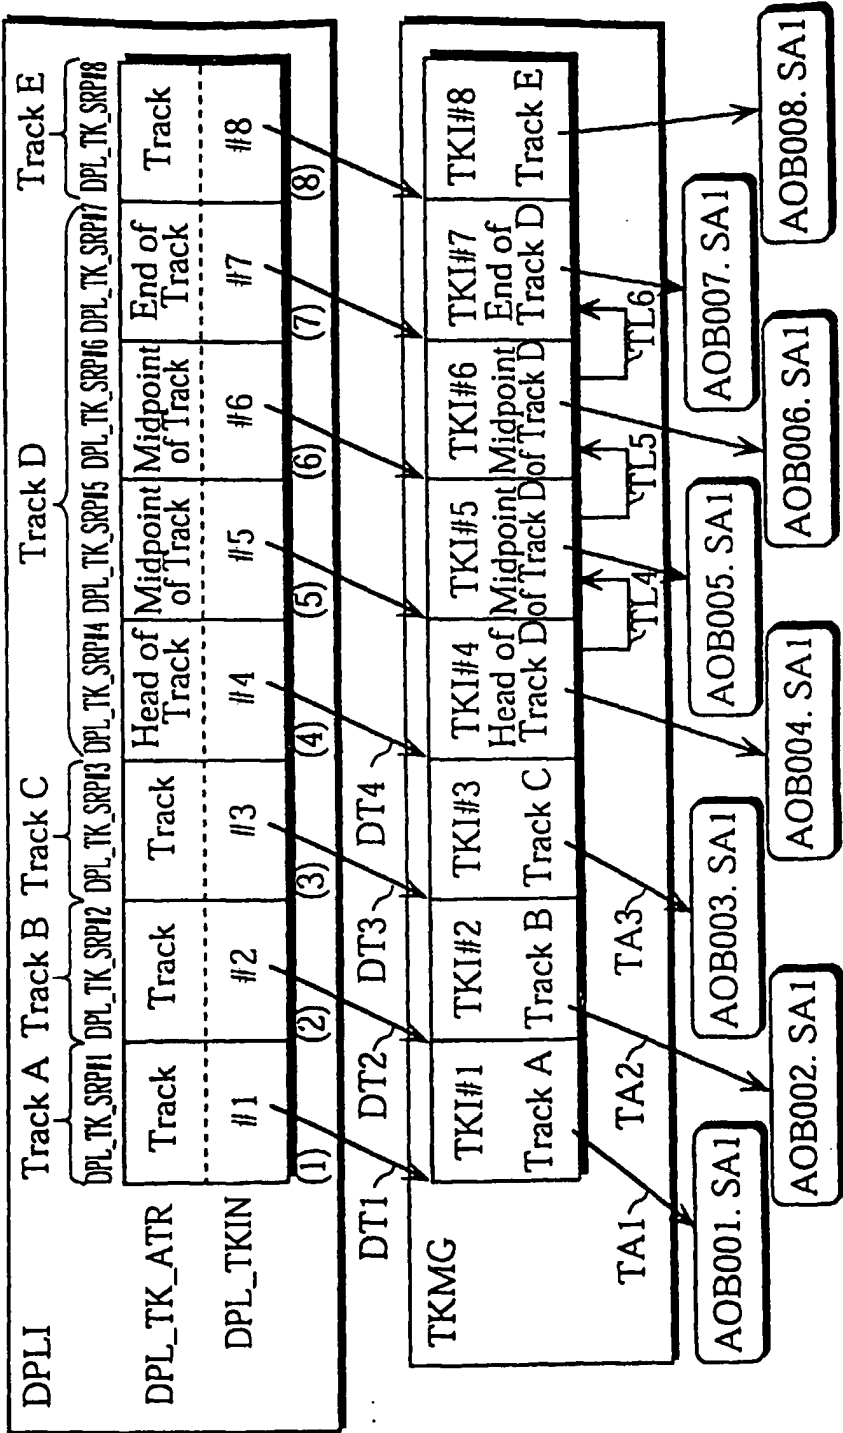 DPLI
Track A Track B Track C Track D Track E
DPL_TK_SRP#1 DPL_TK_SRP#2 DPL_TK_SRP#3 DPL_TK_SRP#4 DPL_TK_SRP#5 DPL_TK_SRP#6 DPL_TK_SRP#7 DPL_TK_SRP#8
DPL_TK_ATR
Track
Track
Track
Head of
Track
Midpoint
of Track
Midpoint
of Track
End of
Track
Track
DPL_TKIN
#1 #2 #3 #4 #5 #6 #7 #8
(1) (2) (3) (4) (5) (6) (7) (8)
DT1 DT2 DT3 DT4
TKMG
TKI#1
Track A
TKI#2
Track B
TKI#3
Track C
TKI#4
Head of
Track D
TKI#5
Midpoint
of Track D
TKI#6
Midpoint
of Track D
TKI#7
End of
Track D
TKI#8
Track E
TL4 TL5 TL6
TA1 TA2 TA3
AOB001. SA1
AOB003. SA1
AOB005. SA1
AOB007. SA1
AOB002. SA1
AOB004. SA1
AOB006. SA1
AOB008. SA1